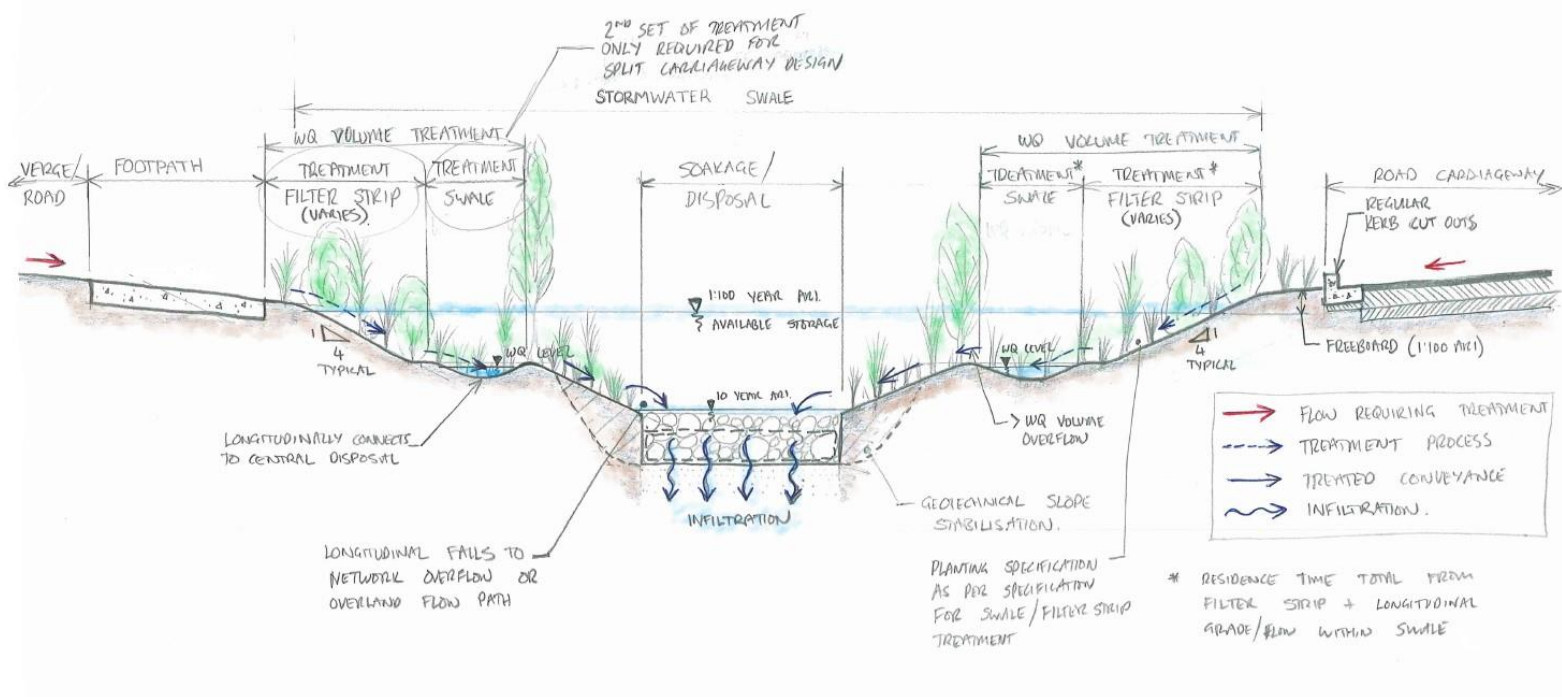 2ND SET OF TREATMENT
ONLY REQUIRED FOR
SPLIT CARRIAGEWAY DESIGN
STORMWATER SWALE
WQ VOLUME TREATMENT
WQ VOLUME TREATMENT
VERGE/
ROAD
FOOTPATH
TREATMENT
FILTER STRIP
(VARIES)
TREATMENT
SWALE
SOAKAGE/
DISPOSAL
TREATMENT*
SWALE
TREATMENT*
FILTER STRIP
(VARIES)
ROAD CARRIAGEWAY
REGULAR
KERB CUT OUTS
1:100 YEAR ARI.
AVAILABLE STORAGE
1
4
TYPICAL
WQ LEVEL
WQ LEVEL
1
4
TYPICAL
FREEBOARD (1:100 ARI)
10 YEAR ARI.
LONGITUDINALLY CONNECTS
TO CENTRAL DISPOSAL
> WQ VOLUME
OVERFLOW
INFILTRATION
GEOTECHNICAL SLOPE
STABILISATION.
LONGITUDINAL FALLS TO
NETWORK OVERFLOW OR
OVERLAND FLOW PATH
PLANTING SPECIFICATION
AS PER SPECIFICATION
FOR SWALE/FILTER STRIP
TREATMENT
FLOW REQUIRING TREATMENT
TREATMENT PROCESS
TREATED CONVEYANCE
INFILTRATION.
* RESIDENCE TIME TOTAL FROM
FILTER STRIP + LONGITUDINAL
GRADE/FLOW WITHIN SWALE